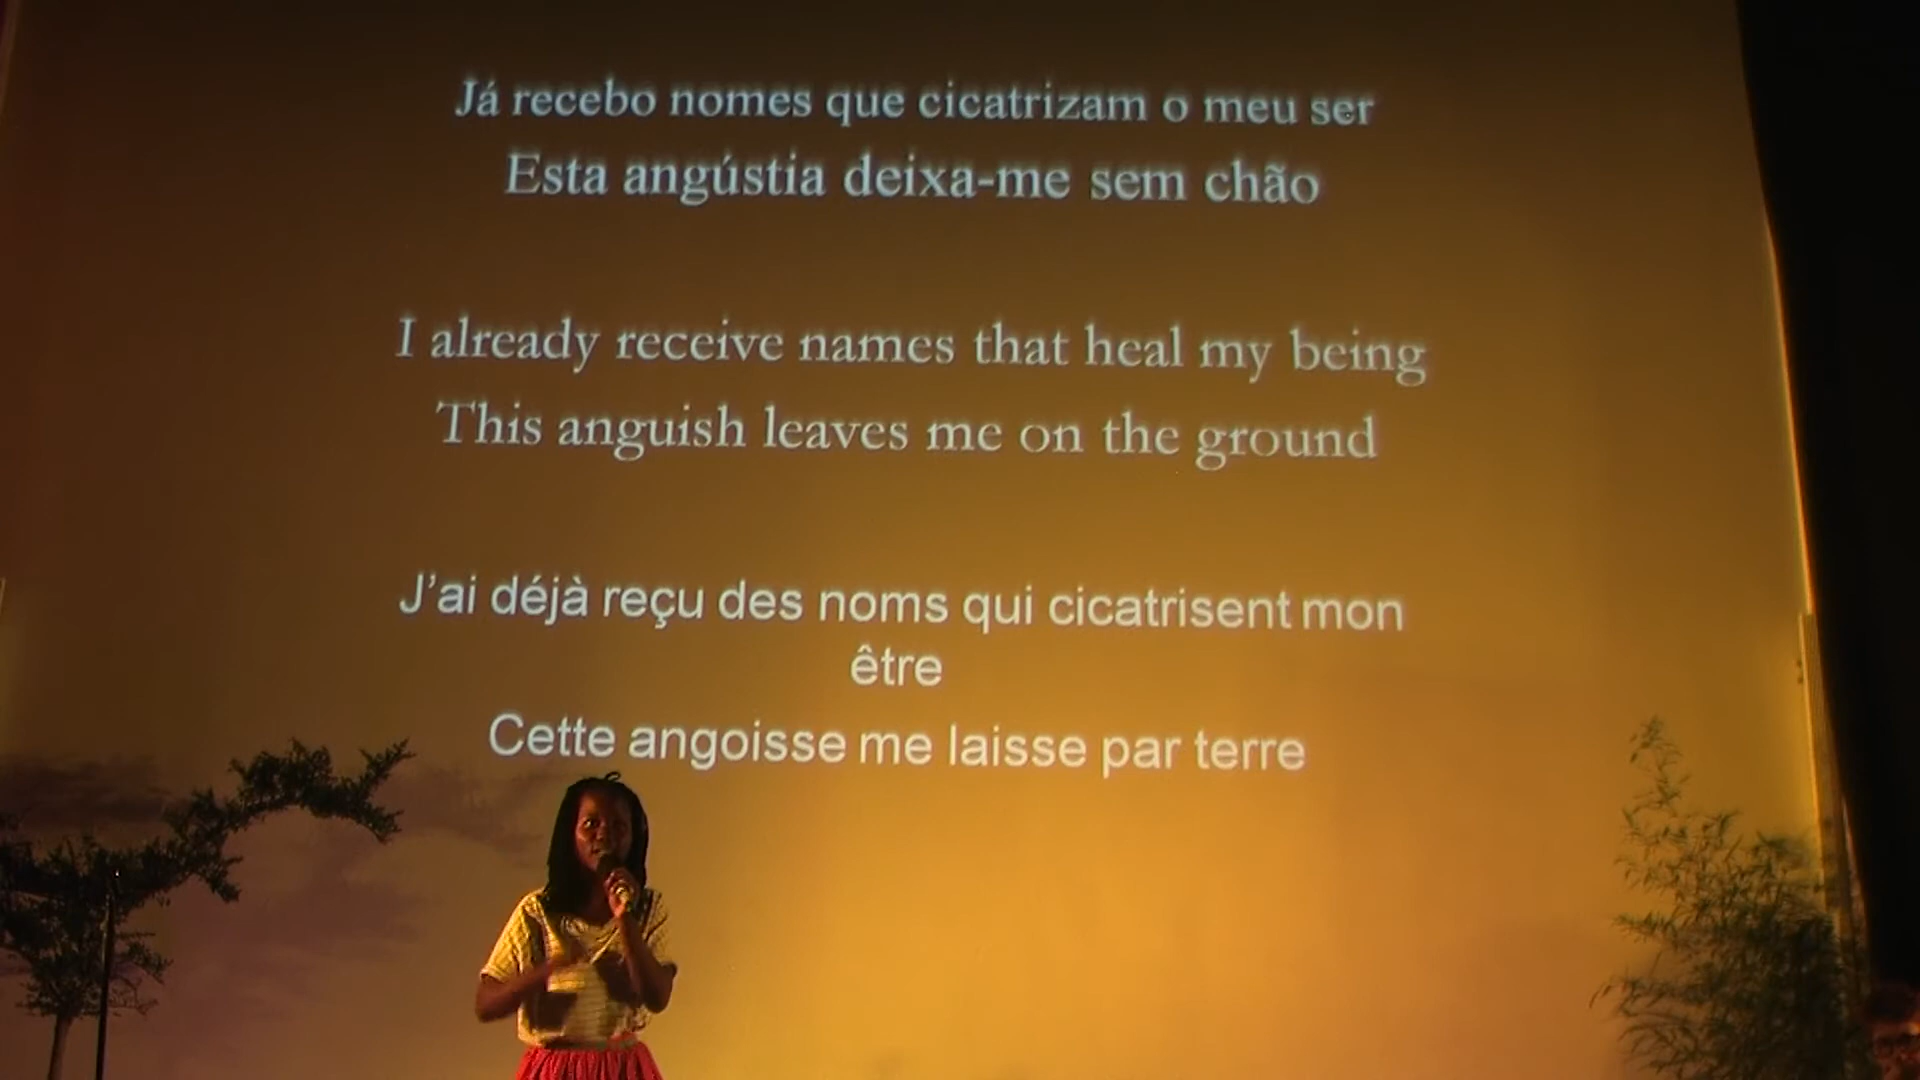 Já recebo nomes que cicatrizam o meu ser
Esta angústia deixa-me sem chão
I already receive names that heal my being
This anguish leaves me on the ground
J’ai déjà reçu des noms qui cicatrisent mon
être
Cette angoisse me laisse par terre